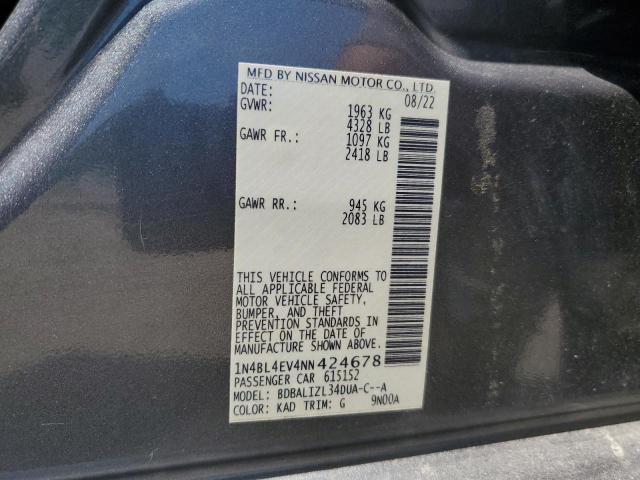 MFD BY NISSAN MOTOR CO., LTD.
DATE: 08/22
GVWR: 1963 KG
4328 LB
GAWR FR.: 1097 KG
2418 LB
GAWR RR.: 945 KG
2083 LB
THIS VEHICLE CONFORMS TO
ALL APPLICABLE FEDERAL
MOTOR VEHICLE SAFETY,
BUMPER, AND THEFT
PREVENTION STANDARDS IN
EFFECT ON THE DATE OF
MANUFACTURE SHOWN ABOVE.
1N4BL4EV4NN424678
PASSENGER CAR 615152
MODEL: BDBALIZL34DUA-C--A
COLOR: KAD TRIM: G 9N00A